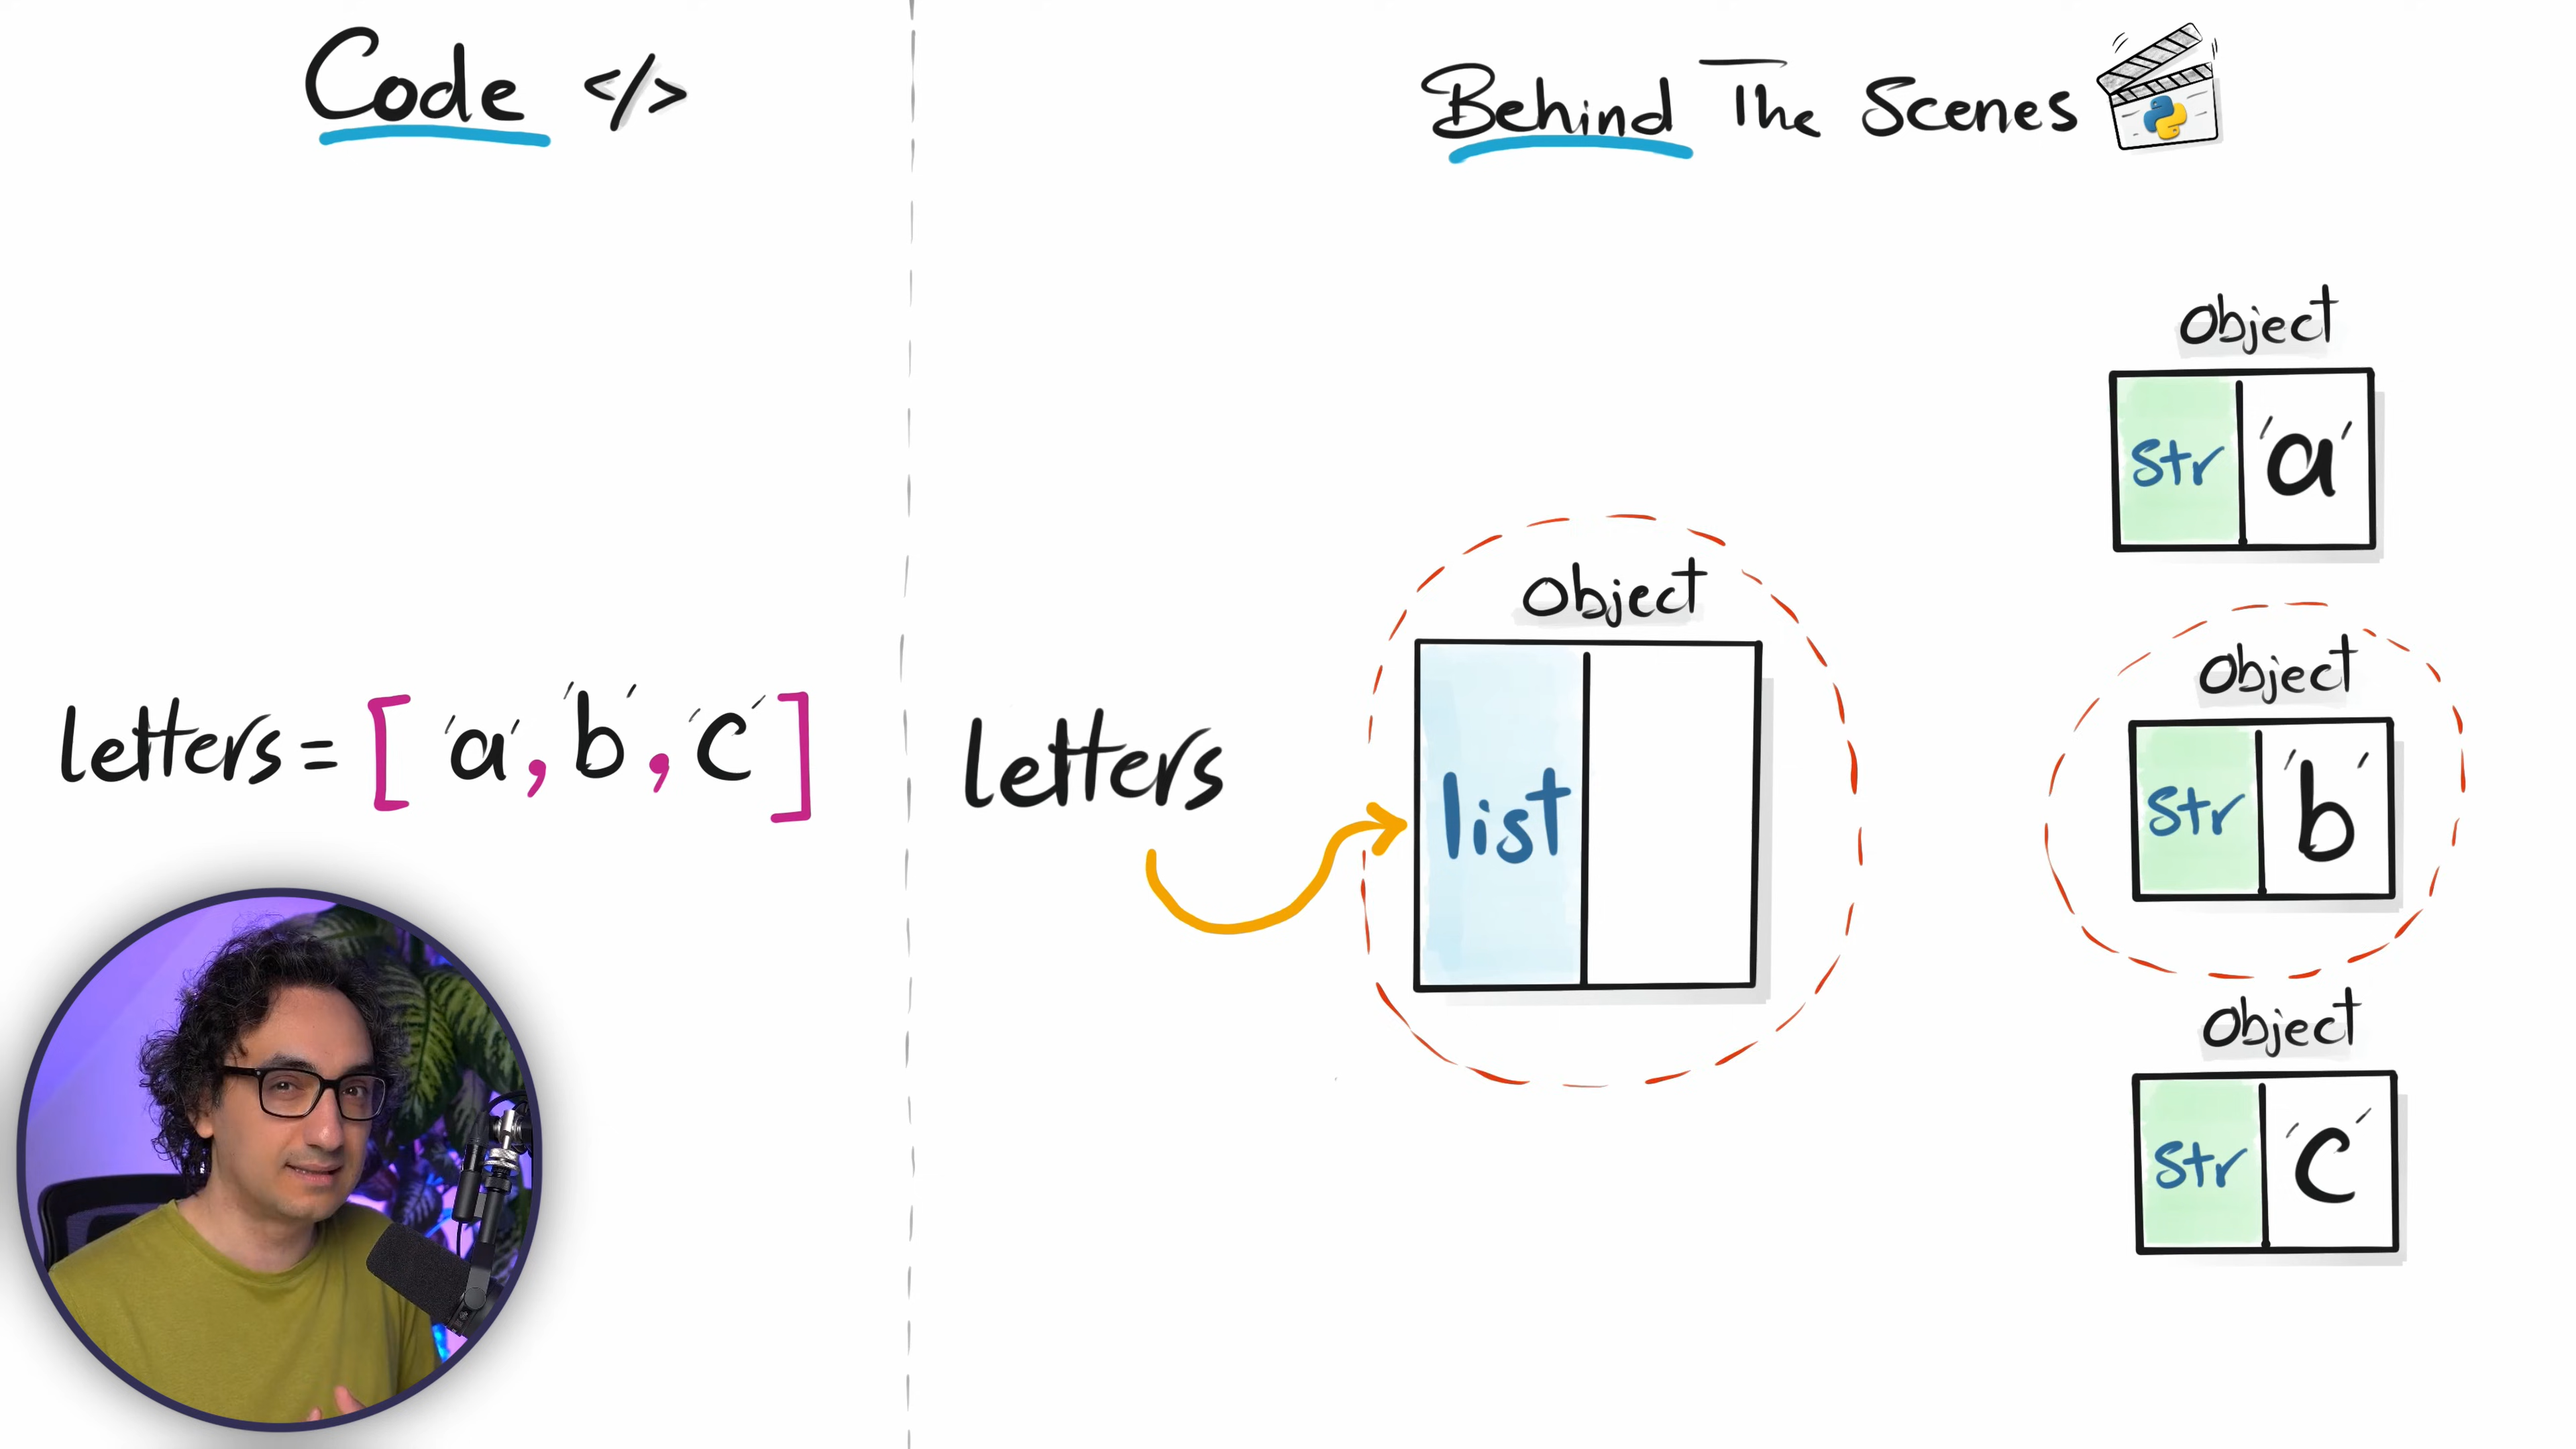 Code </>
letters = [ 'a', 'b', 'c' ]
Behind The Scenes
letters
Object
list
Object
str 'a'
Object
str 'b'
Object
str 'c'